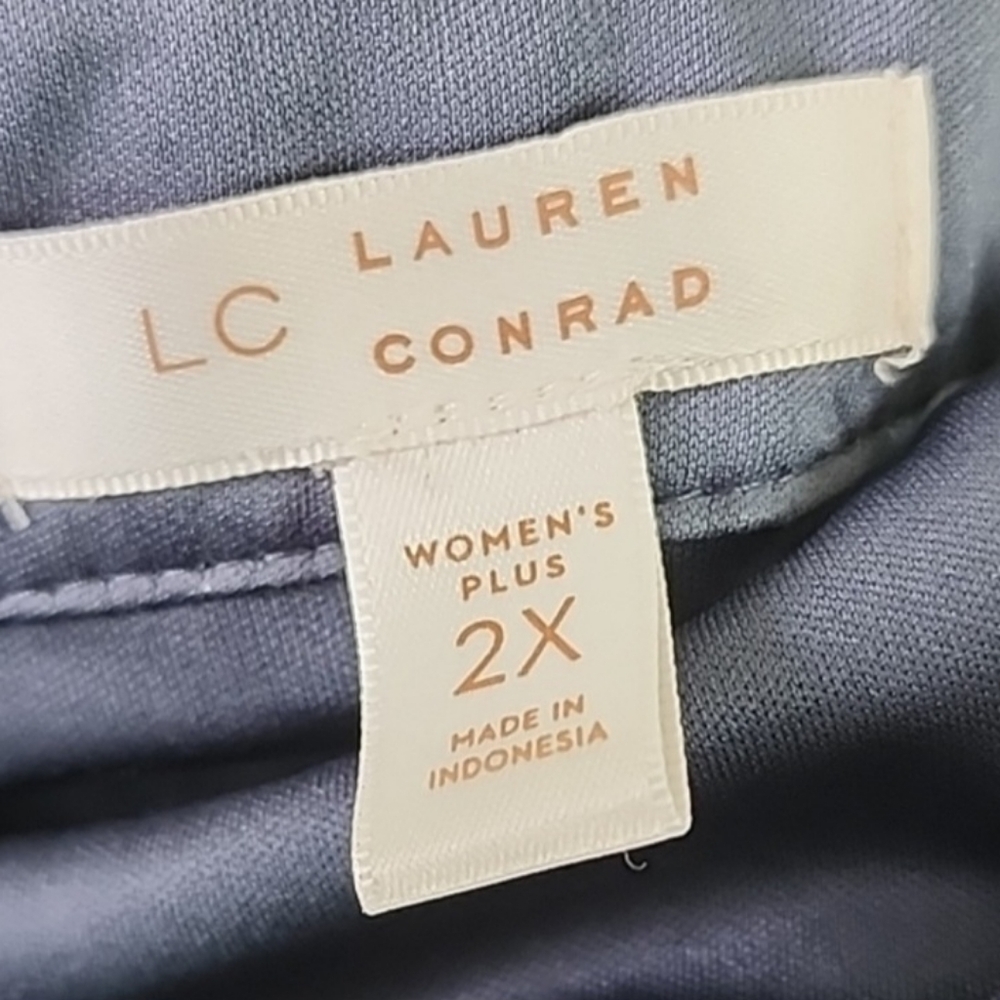 LC LAUREN
CONRAD
WOMEN'S
PLUS
2X
MADE IN
INDONESIA